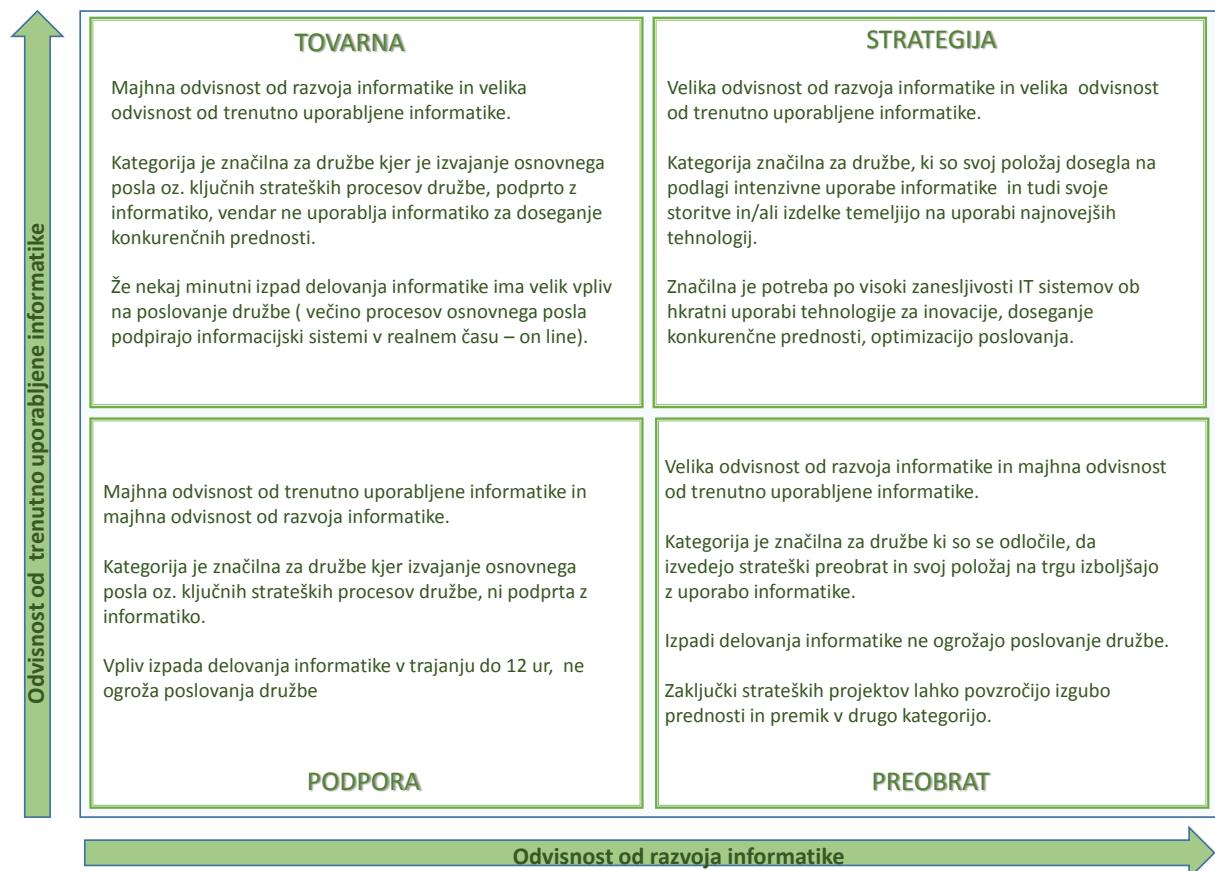 TOVARNA
Majhna odvisnost od razvoja informatike in velika
odvisnost od trenutno uporabljene informatike.
Kategorija je značilna za družbe kjer je izvajanje osnovnega
posla oz. ključnih strateških procesov družbe, podprto z
informatiko, vendar ne uporablja informatiko za doseganje
konkurenčnih prednosti.
Že nekaj minutni izpad delovanja informatike ima velik vpliv
na poslovanje družbe ( večino procesov osnovnega posla
podpirajo informacijski sistemi v realnem času – on line).
STRATEGIJA
Velika odvisnost od razvoja informatike in velika  odvisnost
od trenutno uporabljene informatike.
Kategorija značilna za družbe, ki so svoj položaj dosegla na
podlagi intenzivne uporabe informatike  in tudi svoje
storitve in/ali izdelke temeljijo na uporabi najnovejših
tehnologij.
Značilna je potreba po visoki zanesljivosti IT sistemov ob
hkratni uporabi tehnologije za inovacije, doseganje
konkurenčne prednosti, optimizacijo poslovanja.
Majhna odvisnost od trenutno uporabljene informatike in
majhna odvisnost od razvoja informatike.
Kategorija je značilna za družbe kjer izvajanje osnovnega
posla oz. ključnih strateških procesov družbe, ni podprta z
informatiko.
Vpliv izpada delovanja informatike v trajanju do 12 ur,  ne
ogroža poslovanja družbe
PODPORA
Velika odvisnost od razvoja informatike in majhna odvisnost
od trenutno uporabljene informatike.
Kategorija je značilna za družbe ki so se odločile, da
izvedejo strateški preobrat in svoj položaj na trgu izboljšajo
z uporabo informatike.
Izpadi delovanja informatike ne ogrožajo poslovanje družbe.
Zaključki strateških projektov lahko povzročijo izgubo
prednosti in premik v drugo kategorijo.
PREOBRAT
Odvisnost od  trenutno uporabljene informatike
Odvisnost od razvoja informatike